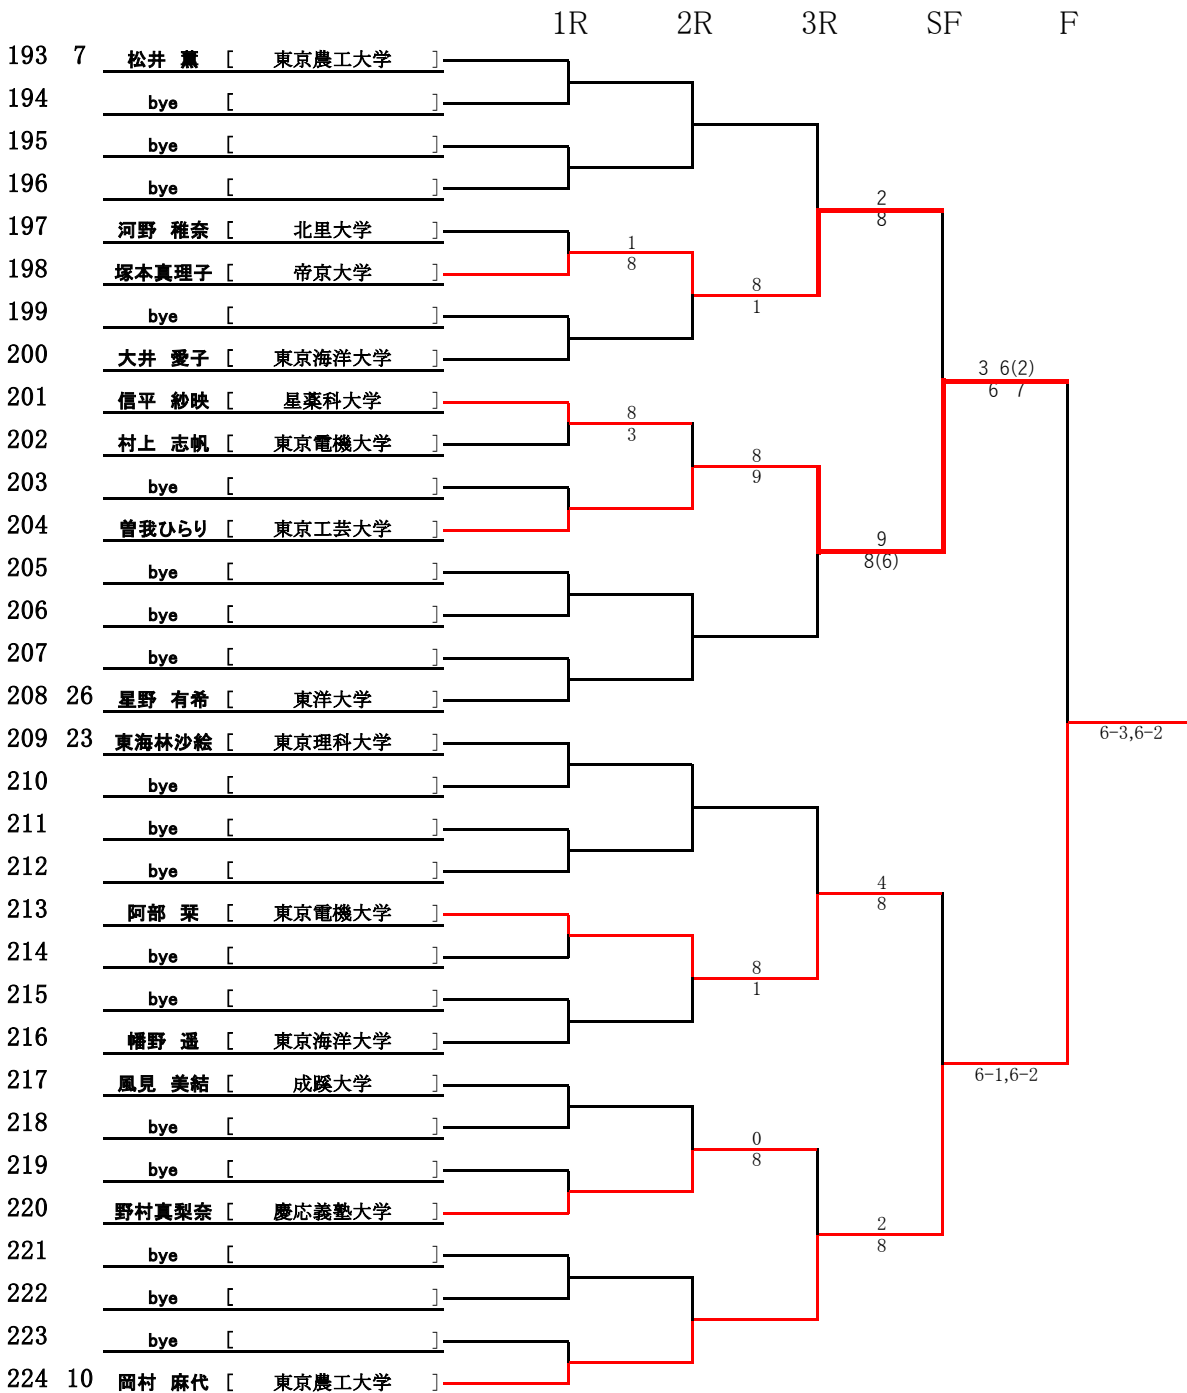 1R 2R 3R SF F
193 7 松井 薫 [ 東京農工大学 ]
194 bye [ ]
195 bye [ ]
196 bye [ ]
2
8
197 河野 稚奈 [ 北里大学 ]
1
8
198 塚本真理子 [ 帝京大学 ]
8
1
199 bye [ ]
200 大井 愛子 [ 東京海洋大学 ]
3 6(2)
6 7
201 信平 紗映 [ 星薬科大学 ]
8
3
202 村上 志帆 [ 東京電機大学 ]
8
9
203 bye [ ]
204 曽我ひらり [ 東京工芸大学 ]
9
8(6)
205 bye [ ]
206 bye [ ]
207 bye [ ]
208 26 星野 有希 [ 東洋大学 ]
6-3,6-2
209 23 東海林沙絵 [ 東京理科大学 ]
210 bye [ ]
211 bye [ ]
212 bye [ ]
4
8
213 阿部 栞 [ 東京電機大学 ]
214 bye [ ]
8
1
215 bye [ ]
216 幡野 遥 [ 東京海洋大学 ]
6-1,6-2
217 風見 美結 [ 成蹊大学 ]
218 bye [ ]
0
8
219 bye [ ]
220 野村真梨奈 [ 慶応義塾大学 ]
2
8
221 bye [ ]
222 bye [ ]
223 bye [ ]
224 10 岡村 麻代 [ 東京農工大学 ]